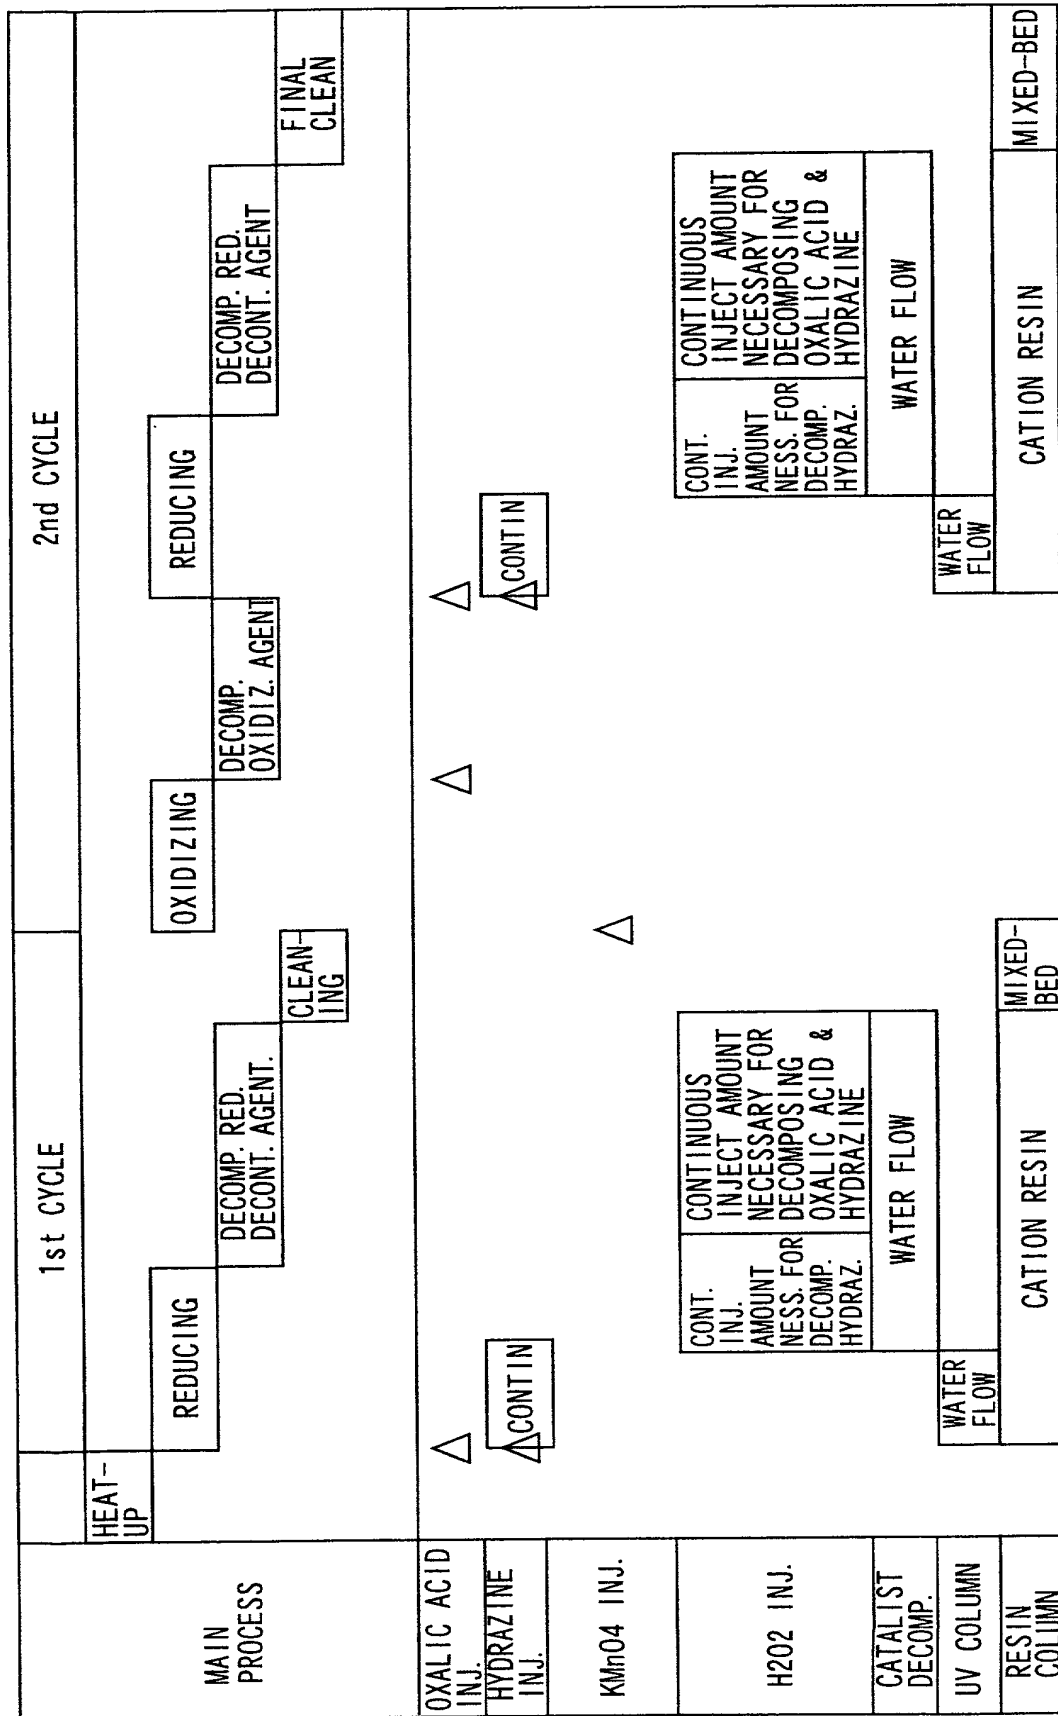 1st CYCLE
2nd CYCLE
MAIN
PROCESS
HEAT-
UP
REDUCING
DECOMP. RED.
DECONT. AGENT.
CLEAN-
ING
OXIDIZING
DECOMP.
OXIDIZ. AGENT
REDUCING
DECOMP. RED.
DECONT. AGENT
FINAL
CLEAN
OXALIC ACID
INJ.
HYDRAZINE
INJ.
CONTIN
CONTIN
KMnO4 INJ.
H2O2 INJ.
CONT.
INJ.
AMOUNT
NESS. FOR
DECOMP.
HYDRAZ.
CONTINUOUS
INJECT AMOUNT
NECESSARY FOR
DECOMPOSING
OXALIC ACID &
HYDRAZINE
CONT.
INJ.
AMOUNT
NESS. FOR
DECOMP.
HYDRAZ.
CONTINUOUS
INJECT AMOUNT
NECESSARY FOR
DECOMPOSING
OXALIC ACID &
HYDRAZINE
CATALIST
DECOMP.
WATER FLOW
WATER FLOW
UV COLUMN
WATER
FLOW
WATER
FLOW
RESIN
COLUMN
CATION RESIN
MIXED-
BED
CATION RESIN
MIXED-BED